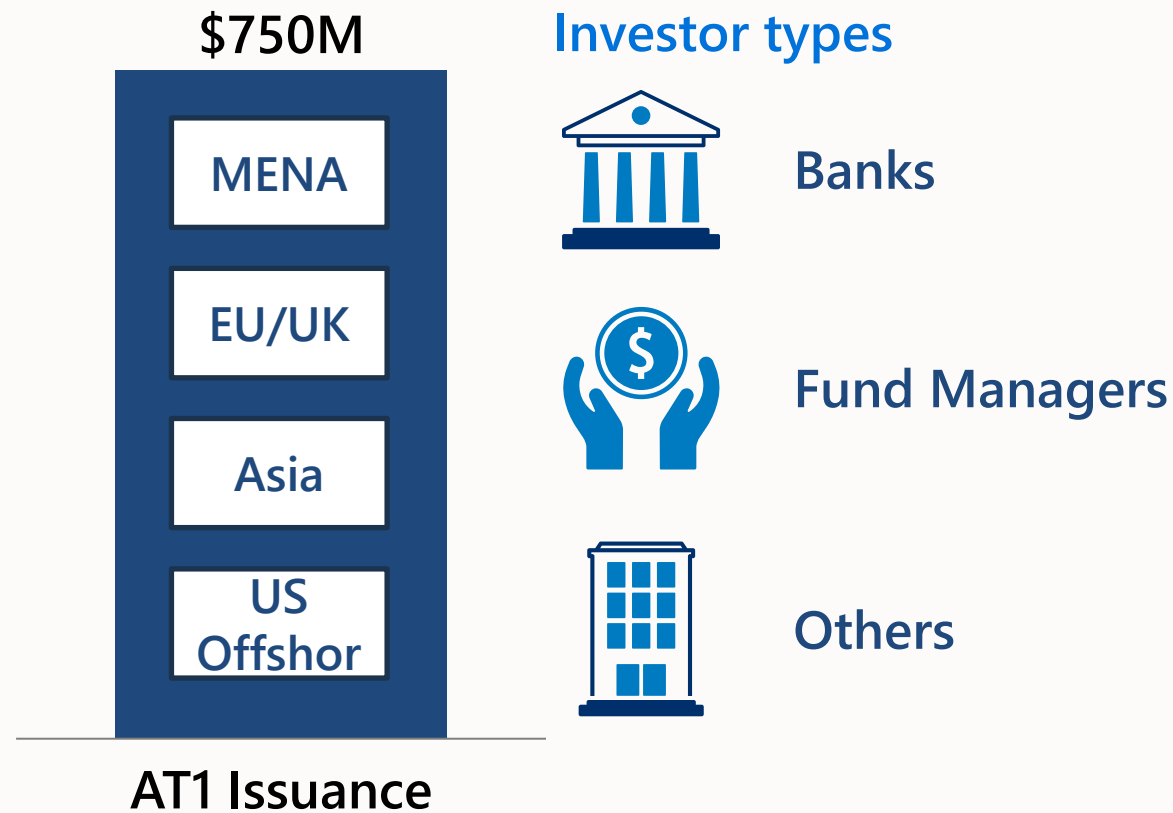 $750M
MENA
EU/UK
Asia
US
Offshor
AT1 Issuance
Investor types
Banks
$
Fund Managers
Others